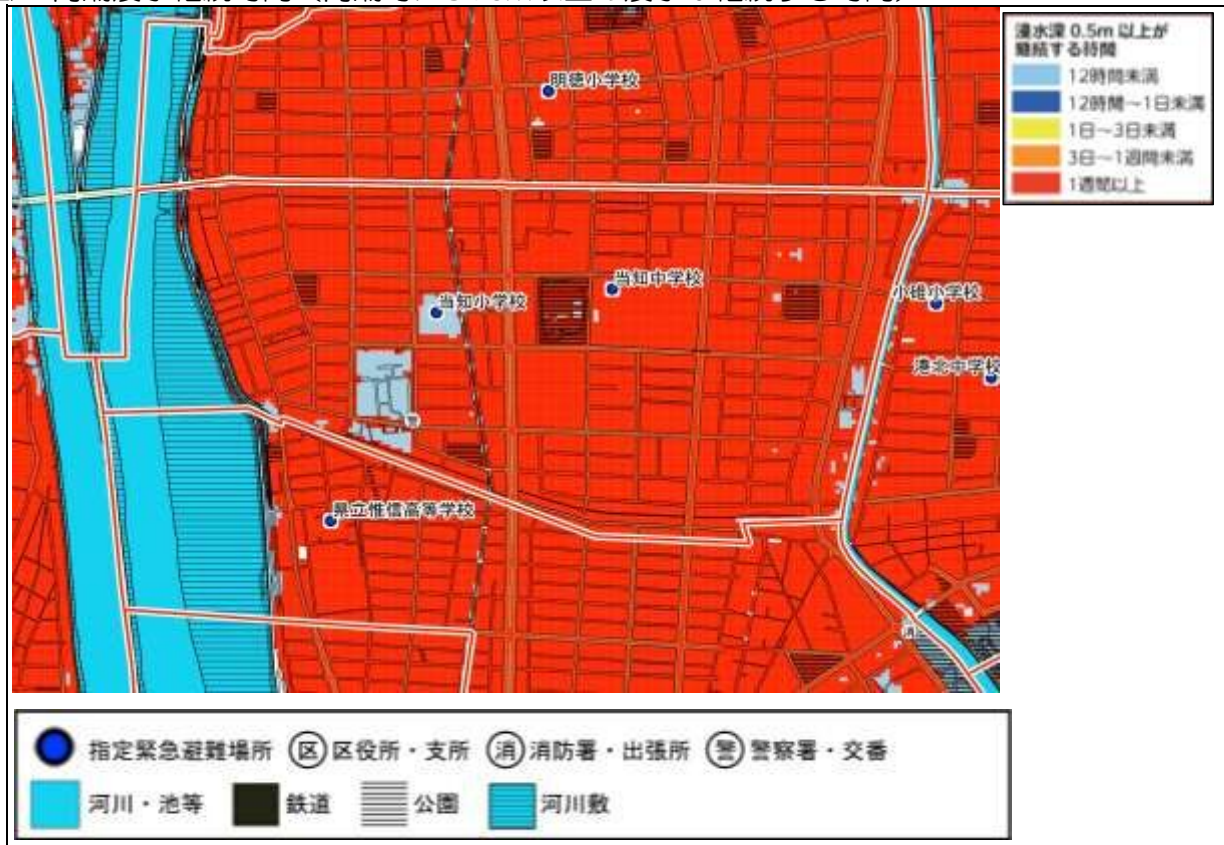 浸水深 0.5m 以上が
継続する時間
12時間未満
12時間～1日未満
1日～3日未満
3日～1週間未満
1週間以上
明徳小学校
当知中学校
当知小学校
小碓小学校
港北中学校
県立惟信高等学校
消
指定緊急避難場所 区 区役所・支所 消 消防署・出張所 警 警察署・交番
河川・池等 鉄道 公園 河川敷